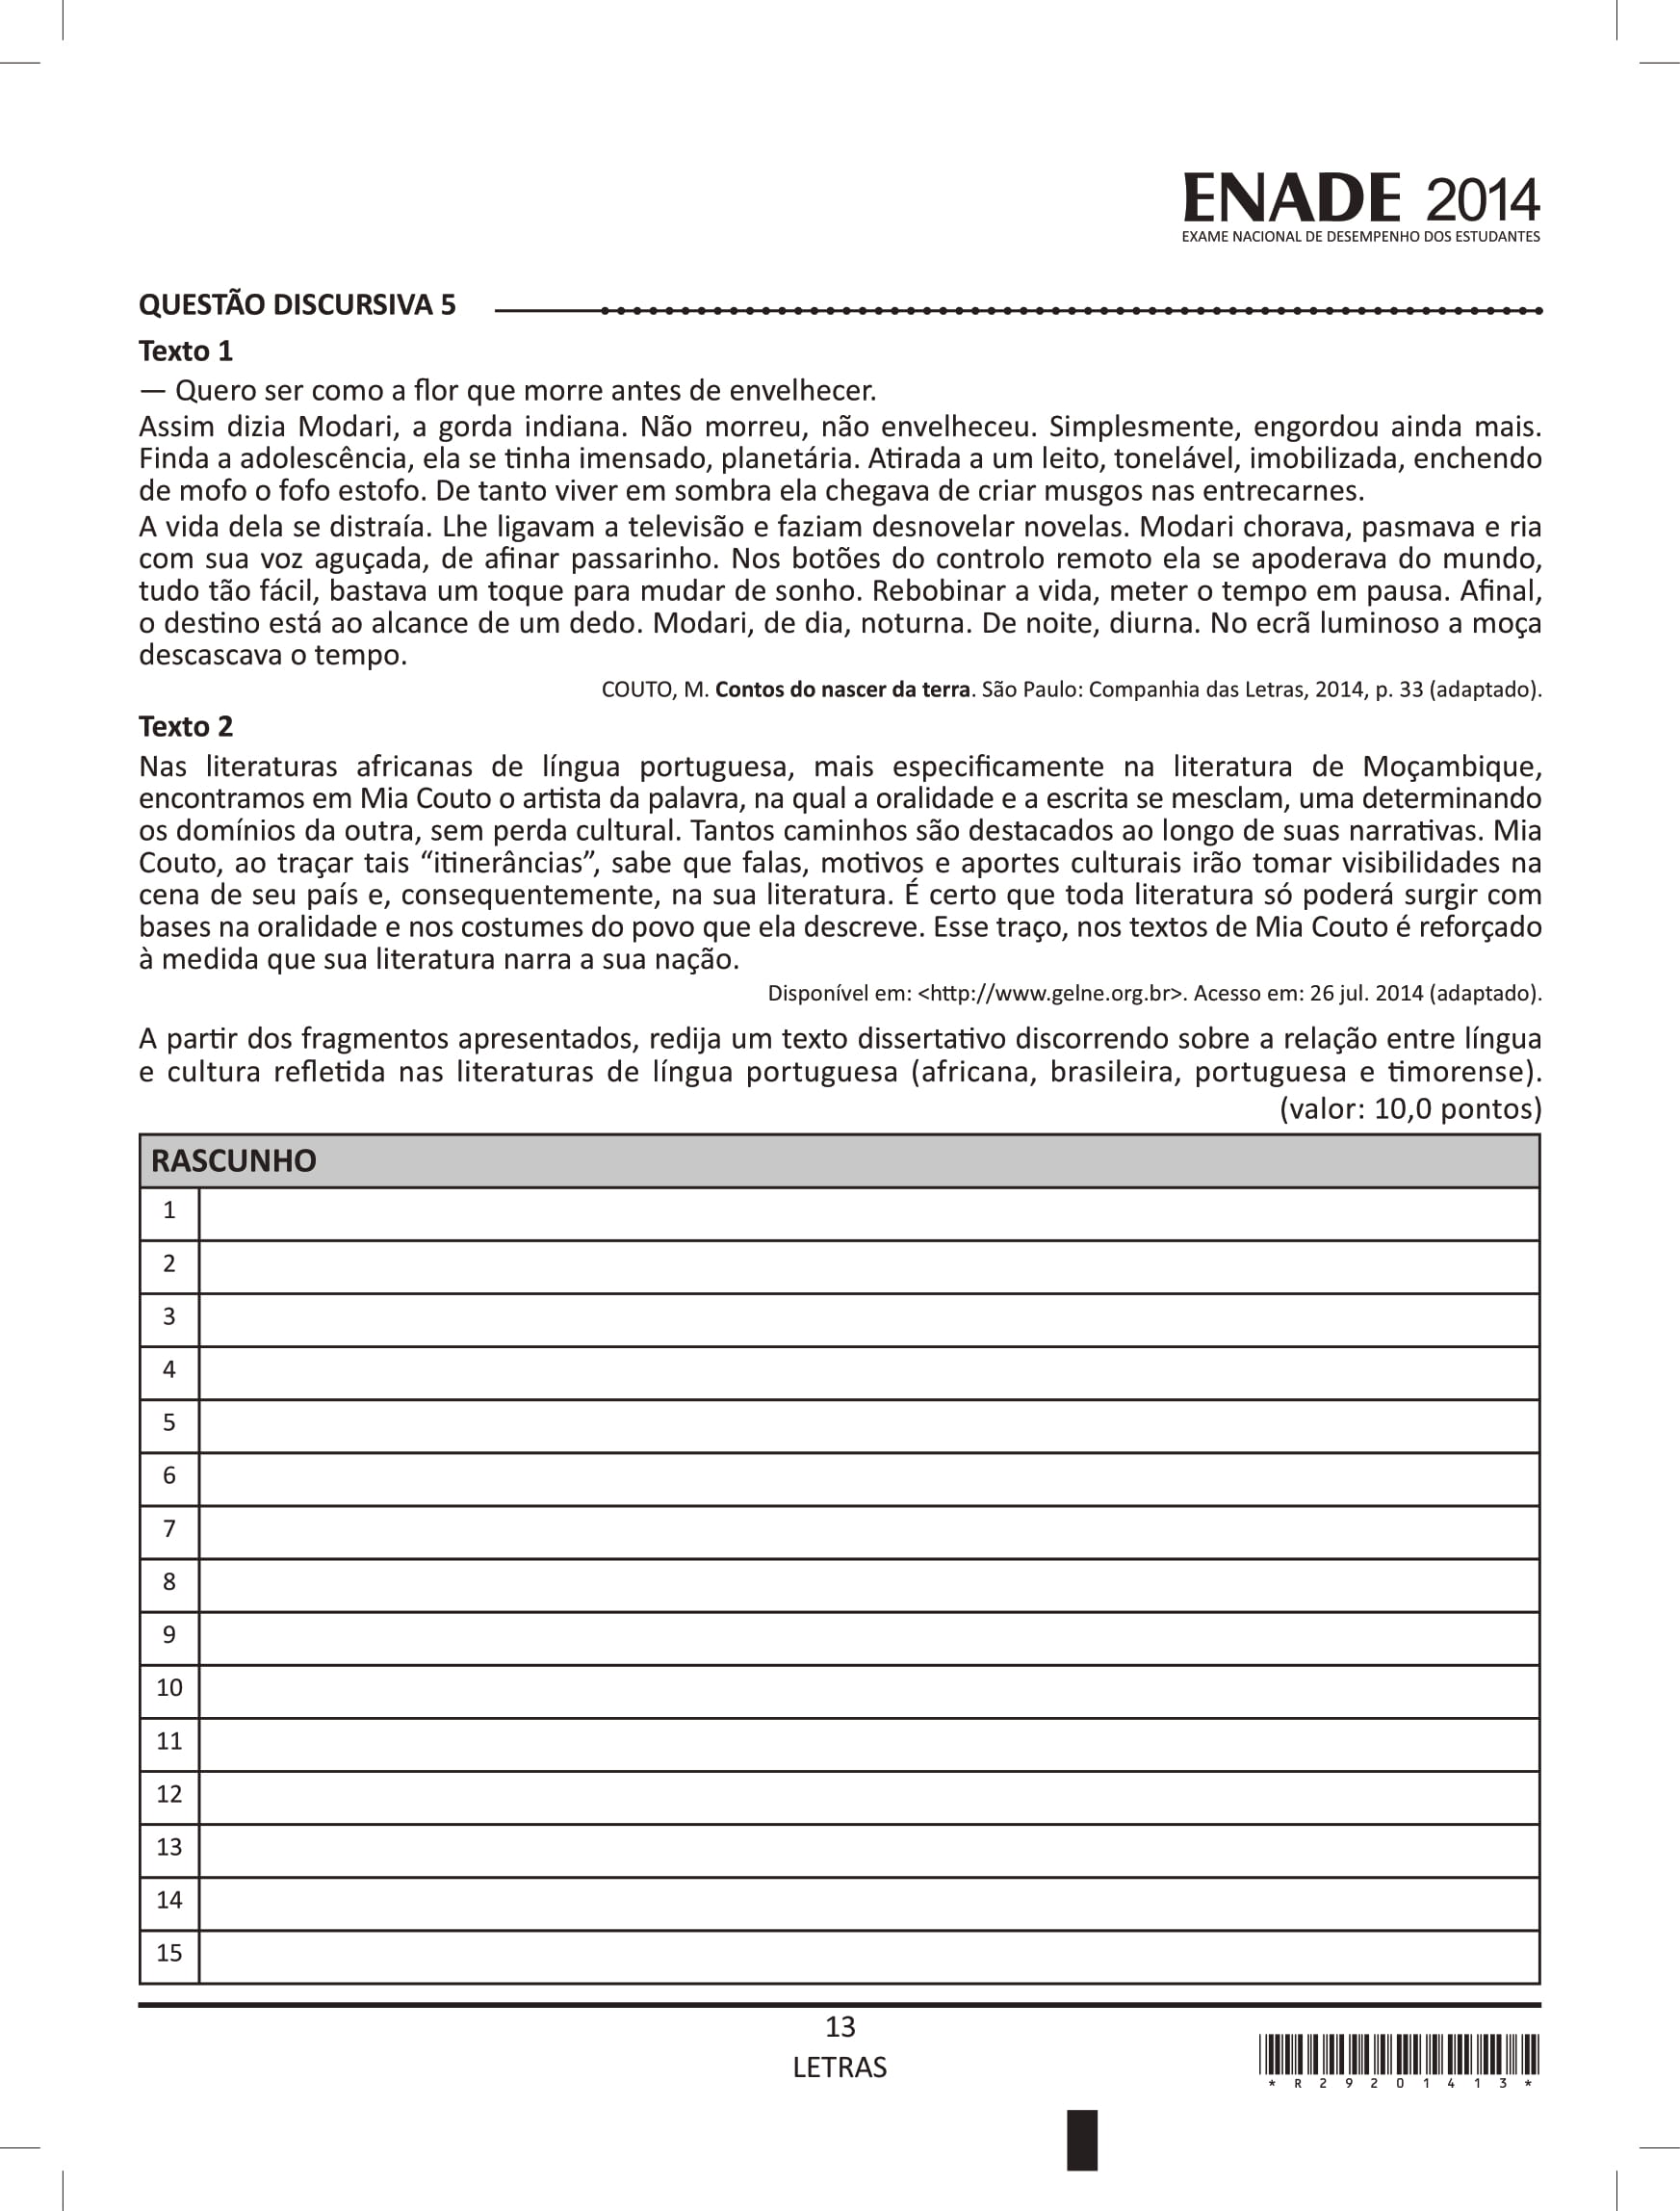 ENADE 2014
EXAME NACIONAL DE DESEMPENHO DOS ESTUDANTES
QUESTÃO DISCURSIVA 5
Texto 1
— Quero ser como a flor que morre antes de envelhecer.
Assim dizia Modari, a gorda indiana. Não morreu, não envelheceu. Simplesmente, engordou ainda mais.
Finda a adolescência, ela se tinha imensado, planetária. Atirada a um leito, tonelável, imobilizada, enchendo
de mofo o fofo estofo. De tanto viver em sombra ela chegava de criar musgos nas entrecarnes.
A vida dela se distraía. Lhe ligavam a televisão e faziam desnovelar novelas. Modari chorava, pasmava e ria
com sua voz aguçada, de afinar passarinho. Nos botões do controlo remoto ela se apoderava do mundo,
tudo tão fácil, bastava um toque para mudar de sonho. Rebobinar a vida, meter o tempo em pausa. Afinal,
o destino está ao alcance de um dedo. Modari, de dia, noturna. De noite, diurna. No ecrã luminoso a moça
descascava o tempo.
COUTO, M. Contos do nascer da terra. São Paulo: Companhia das Letras, 2014, p. 33 (adaptado).
Texto 2
Nas literaturas africanas de língua portuguesa, mais especificamente na literatura de Moçambique,
encontramos em Mia Couto o artista da palavra, na qual a oralidade e a escrita se mesclam, uma determinando
os domínios da outra, sem perda cultural. Tantos caminhos são destacados ao longo de suas narrativas. Mia
Couto, ao traçar tais “itinerâncias”, sabe que falas, motivos e aportes culturais irão tomar visibilidades na
cena de seu país e, consequentemente, na sua literatura. É certo que toda literatura só poderá surgir com
bases na oralidade e nos costumes do povo que ela descreve. Esse traço, nos textos de Mia Couto é reforçado
à medida que sua literatura narra a sua nação.
Disponível em: <http://www.gelne.org.br>. Acesso em: 26 jul. 2014 (adaptado).
A partir dos fragmentos apresentados, redija um texto dissertativo discorrendo sobre a relação entre língua
e cultura refletida nas literaturas de língua portuguesa (africana, brasileira, portuguesa e timorense).
(valor: 10,0 pontos)
RASCUNHO
1
2
3
4
5
6
7
8
9
10
11
12
13
14
15
13
LETRAS
* R 2 9 2 0 1 4 1 3 *